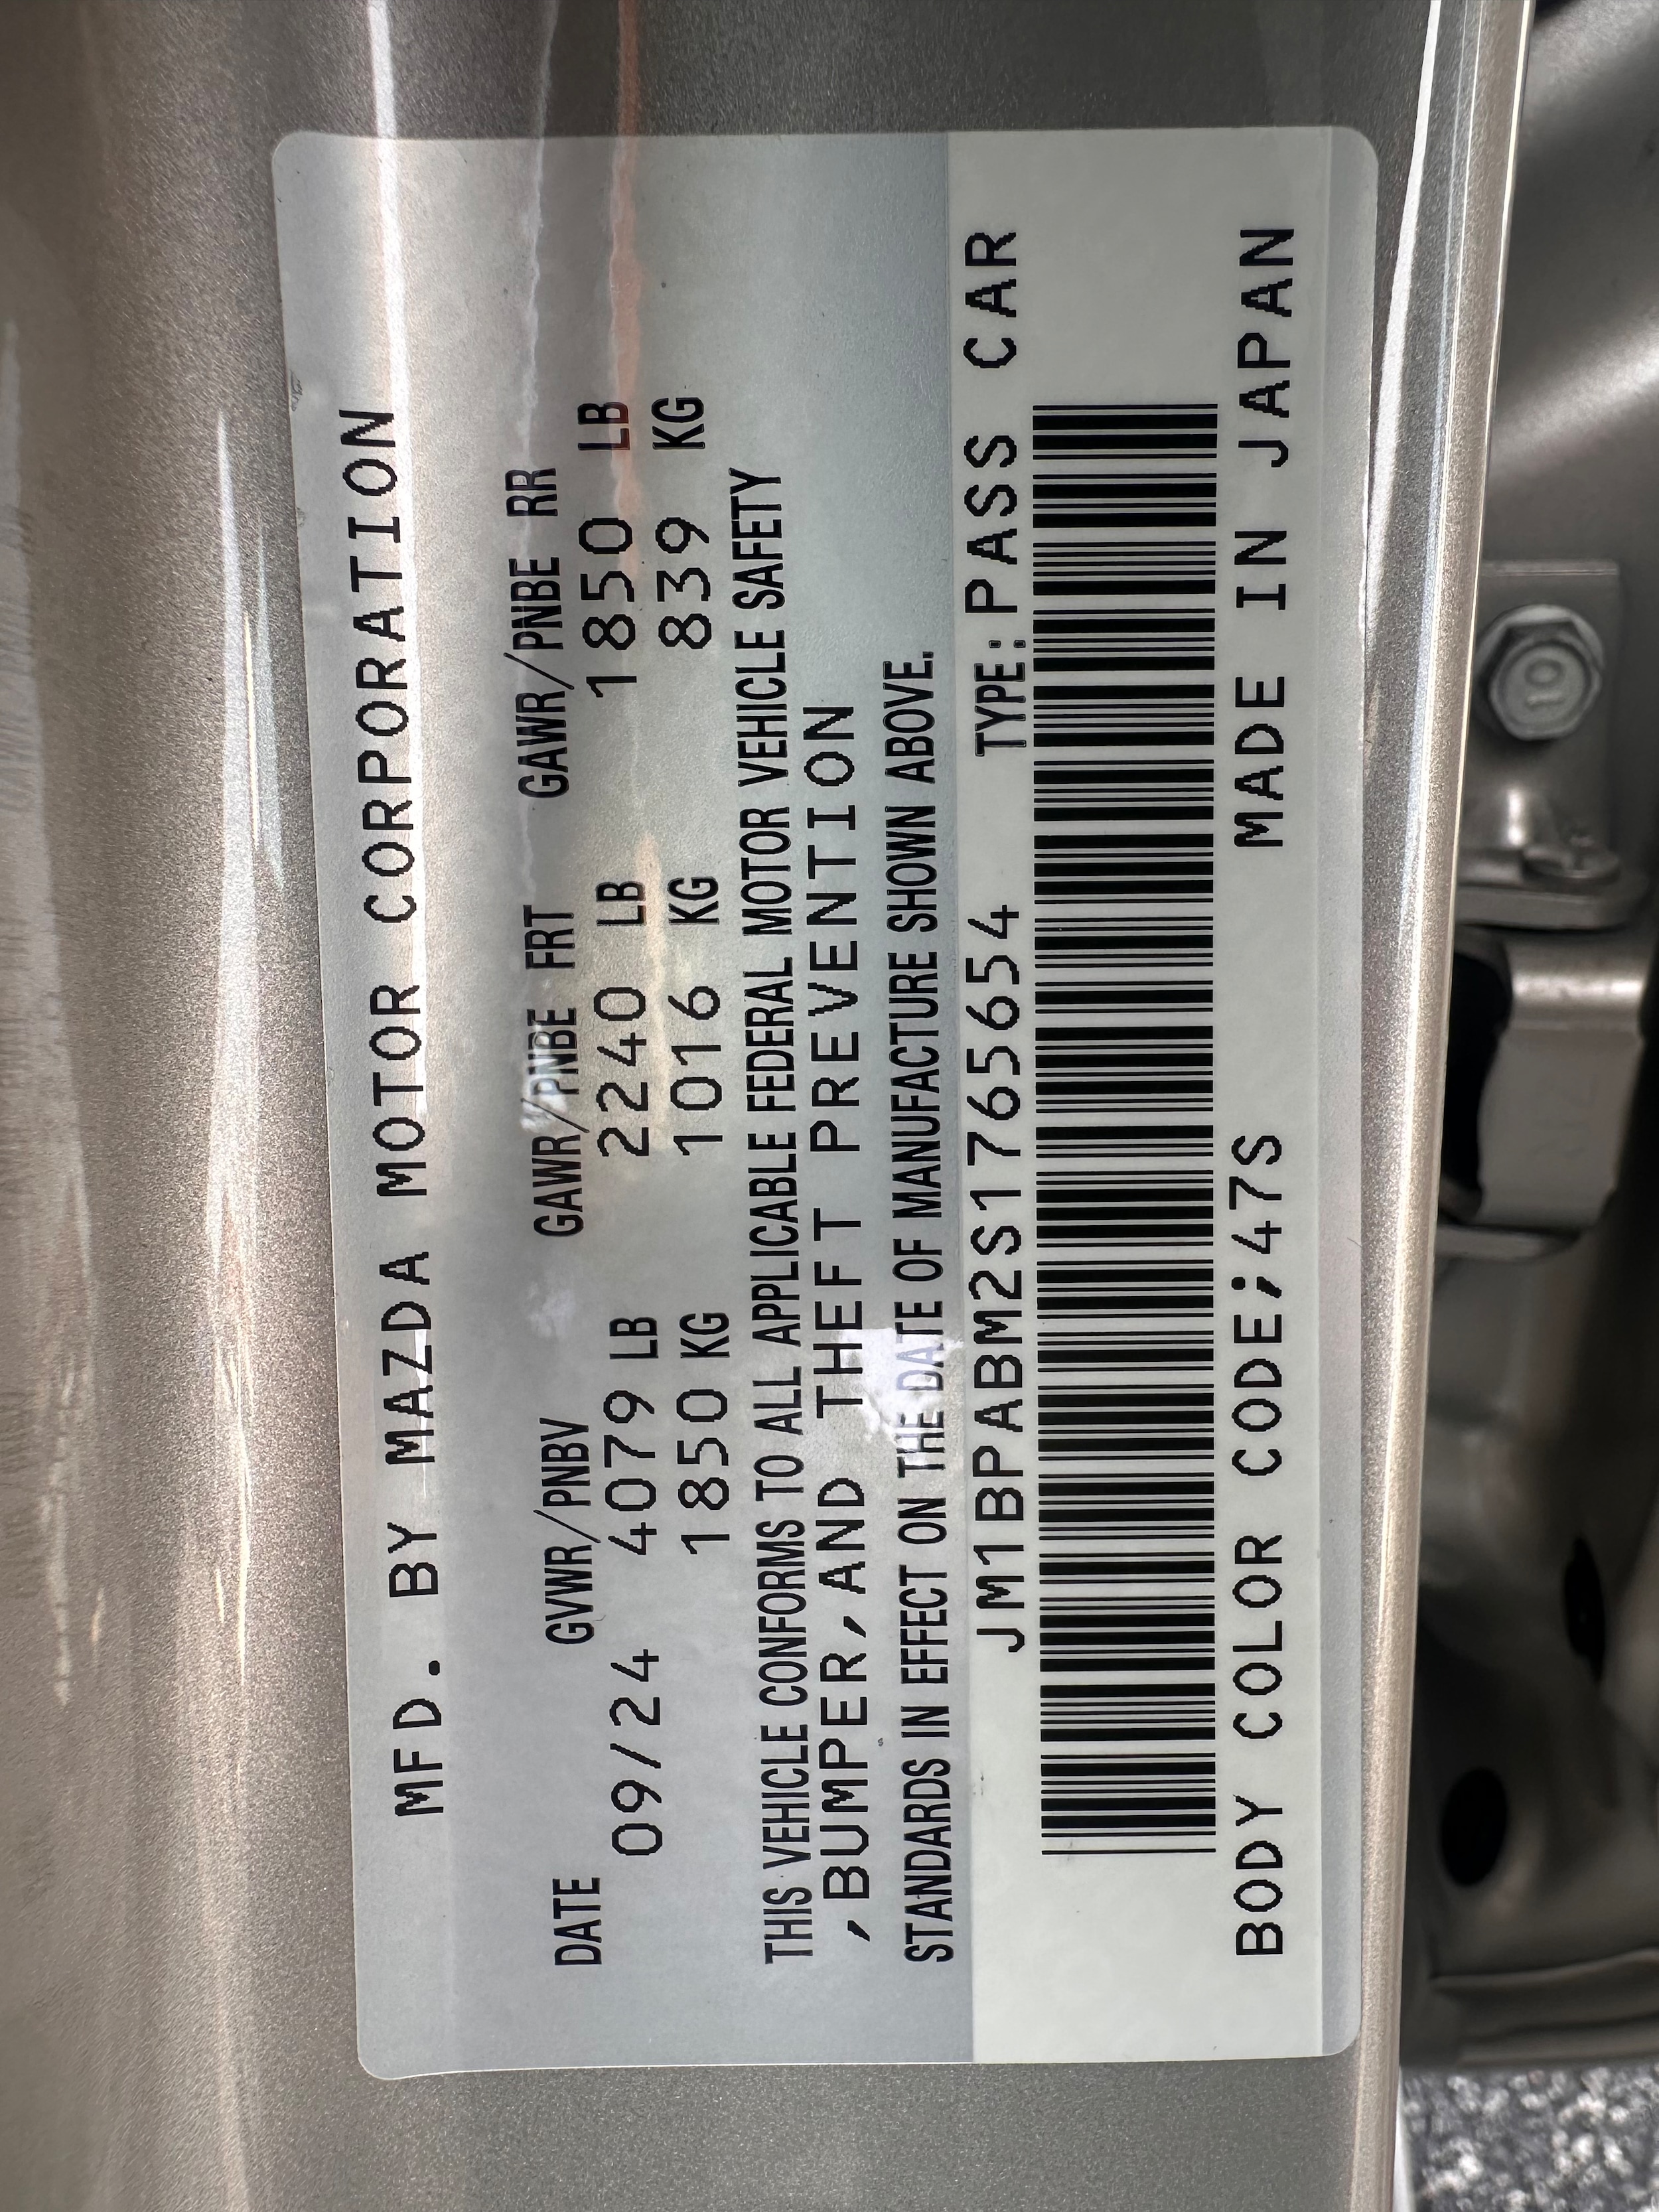 MFD. BY MAZDA MOTOR CORPORATION
DATE GVWR/PNBV GAWR/PNBE FRT GAWR/PNBE RR
09/24 4079 LB 2240 LB 1850 LB
1850 KG 1016 KG 839 KG
THIS VEHICLE CONFORMS TO ALL APPLICABLE FEDERAL MOTOR VEHICLE SAFETY
,BUMPER,AND THEFT PREVENTION
STANDARDS IN EFFECT ON THE DATE OF MANUFACTURE SHOWN ABOVE.
JM1BPABM2S1765654 TYPE:PASS CAR
BODY COLOR CODE;47S MADE IN JAPAN
10